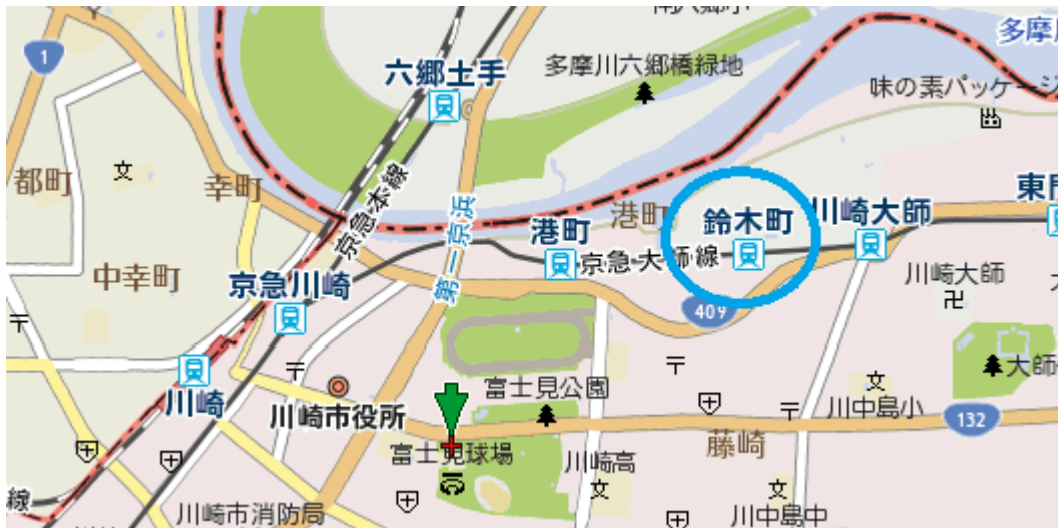 1
六郷土手
多摩川六郷橋緑地
味の素パッケージ
都町
幸町
京急本線
第一京浜
港町
港町
鈴木町
川崎大師
中幸町
京急川崎
京急大師線
川崎大師
409
川崎
川崎市役所
富士見公園
川中島小
132
富士見球場
川崎高
藤崎
線
川崎市消防局
川中島中